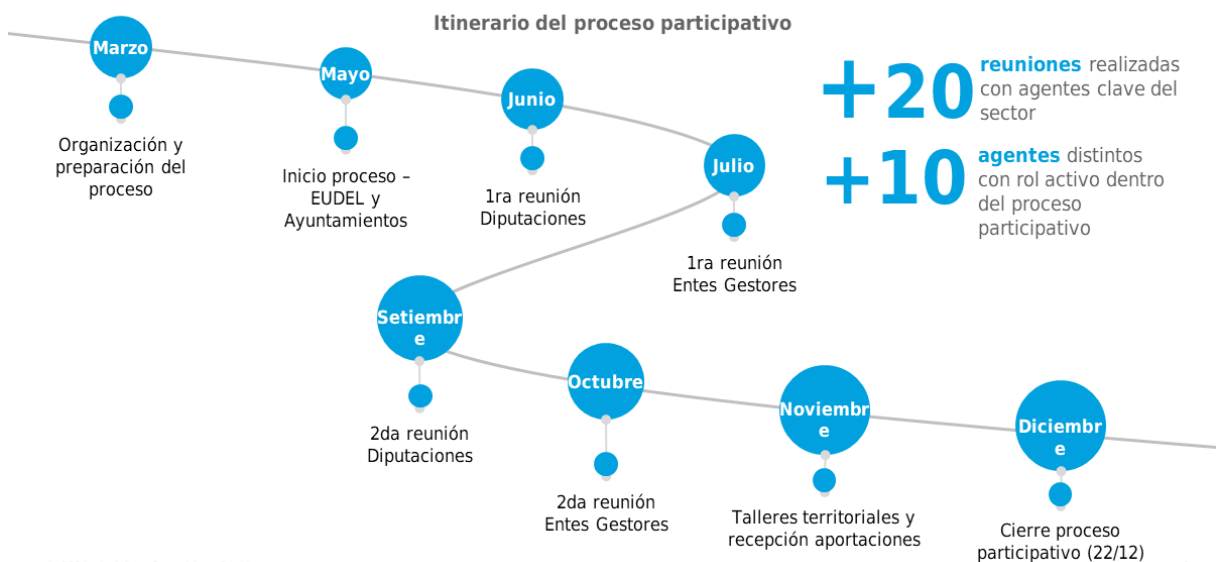 Itinerario del proceso participativo
Marzo
Organización y
preparación del
proceso
Mayo
Inicio proceso –
EUDEL y
Ayuntamientos
Junio
1ra reunión
Diputaciones
Julio
1ra reunión
Entes Gestores
+20
reuniones realizadas
con agentes clave del
sector
+10
agentes distintos
con rol activo dentro
del proceso
participativo
Setiembr
e
2da reunión
Diputaciones
Octubre
2da reunión
Entes Gestores
Noviembr
e
Talleres territoriales y
recepción aportaciones
Diciembr
e
Cierre proceso
participativo (22/12)